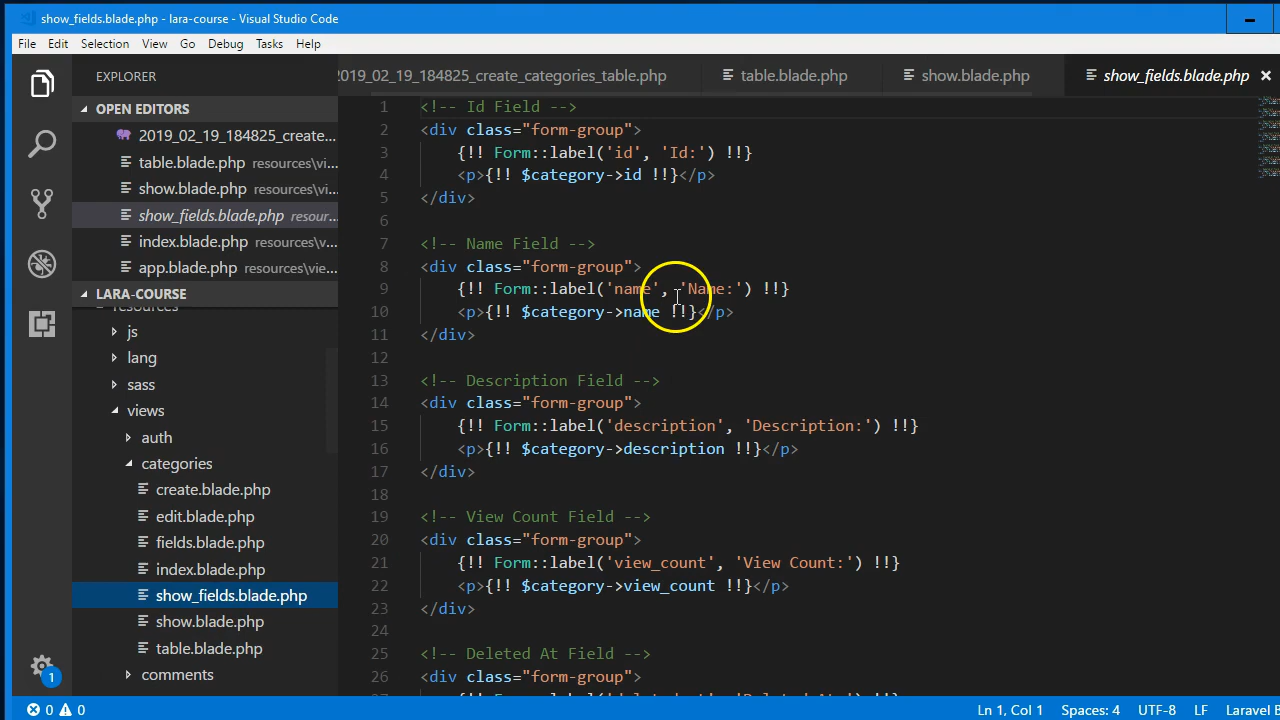 show_fields.blade.php - lara-course - Visual Studio Code
File Edit Selection View Go Debug Tasks Help
EXPLORER
OPEN EDITORS
2019_02_19_184825_create...
table.blade.php resources\vi...
show.blade.php resources\vi...
show_fields.blade.php resour...
index.blade.php resources\v...
app.blade.php resources\vie...
LARA-COURSE
resources
js
lang
sass
views
auth
categories
create.blade.php
edit.blade.php
fields.blade.php
index.blade.php
show_fields.blade.php
show.blade.php
table.blade.php
comments
1
2019_02_19_184825_create_categories_table.php table.blade.php show.blade.php show_fields.blade.php
1 <!-- Id Field -->
2 <div class="form-group">
3 {!! Form::label('id', 'Id:') !!}
4 <p>{!! $category->id !!}</p>
5 </div>
6
7 <!-- Name Field -->
8 <div class="form-group">
9 {!! Form::label('name', 'Name:') !!}
10 <p>{!! $category->name !!}</p>
11 </div>
12
13 <!-- Description Field -->
14 <div class="form-group">
15 {!! Form::label('description', 'Description:') !!}
16 <p>{!! $category->description !!}</p>
17 </div>
18
19 <!-- View Count Field -->
20 <div class="form-group">
21 {!! Form::label('view_count', 'View Count:') !!}
22 <p>{!! $category->view_count !!}</p>
23 </div>
24
25 <!-- Deleted At Field -->
26 <div class="form-group">
0 0 Ln 1, Col 1 Spaces: 4 UTF-8 LF Laravel B